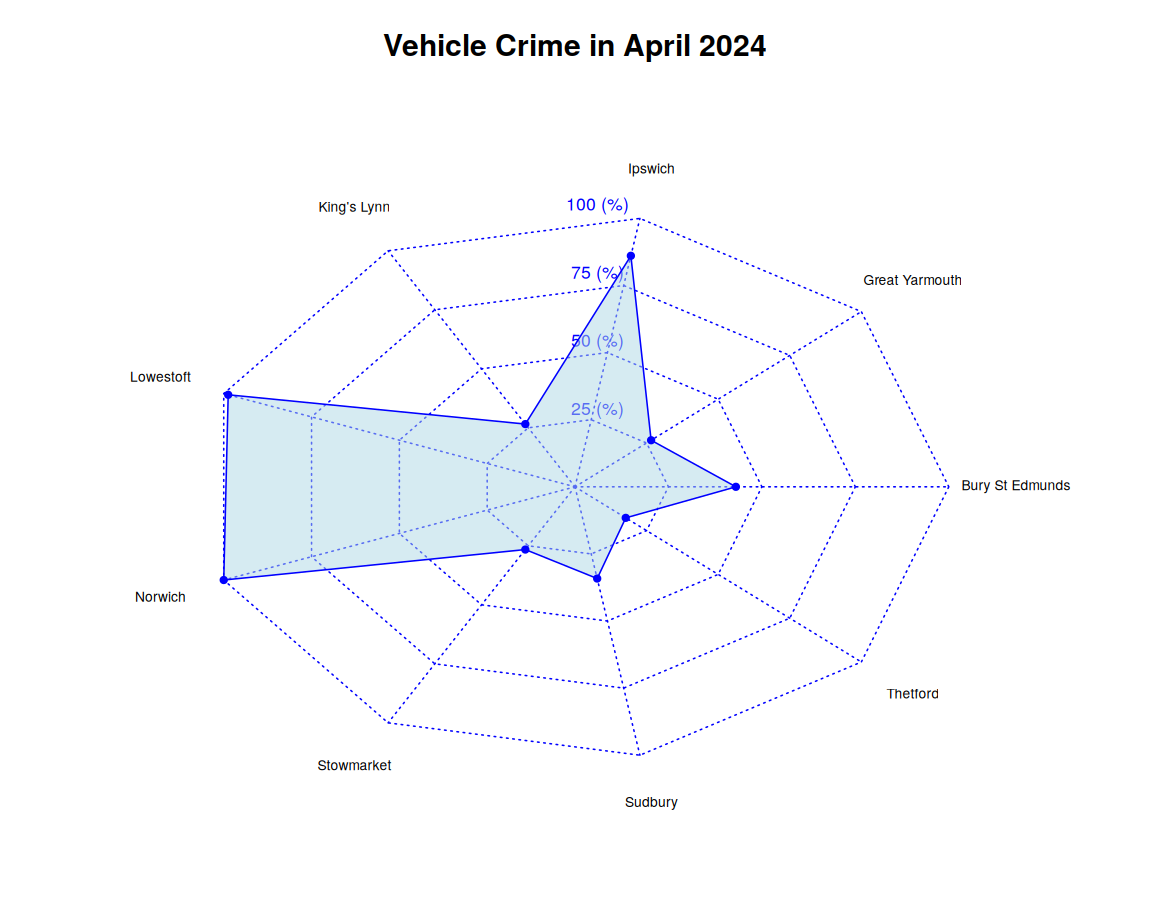 Vehicle Crime in April 2024
Ipswich
King's Lynn
100 (%)
75 (%)
Great Yarmouth
50 (%)
Lowestoft
25 (%)
Bury St Edmunds
Norwich
Thetford
Stowmarket
Sudbury